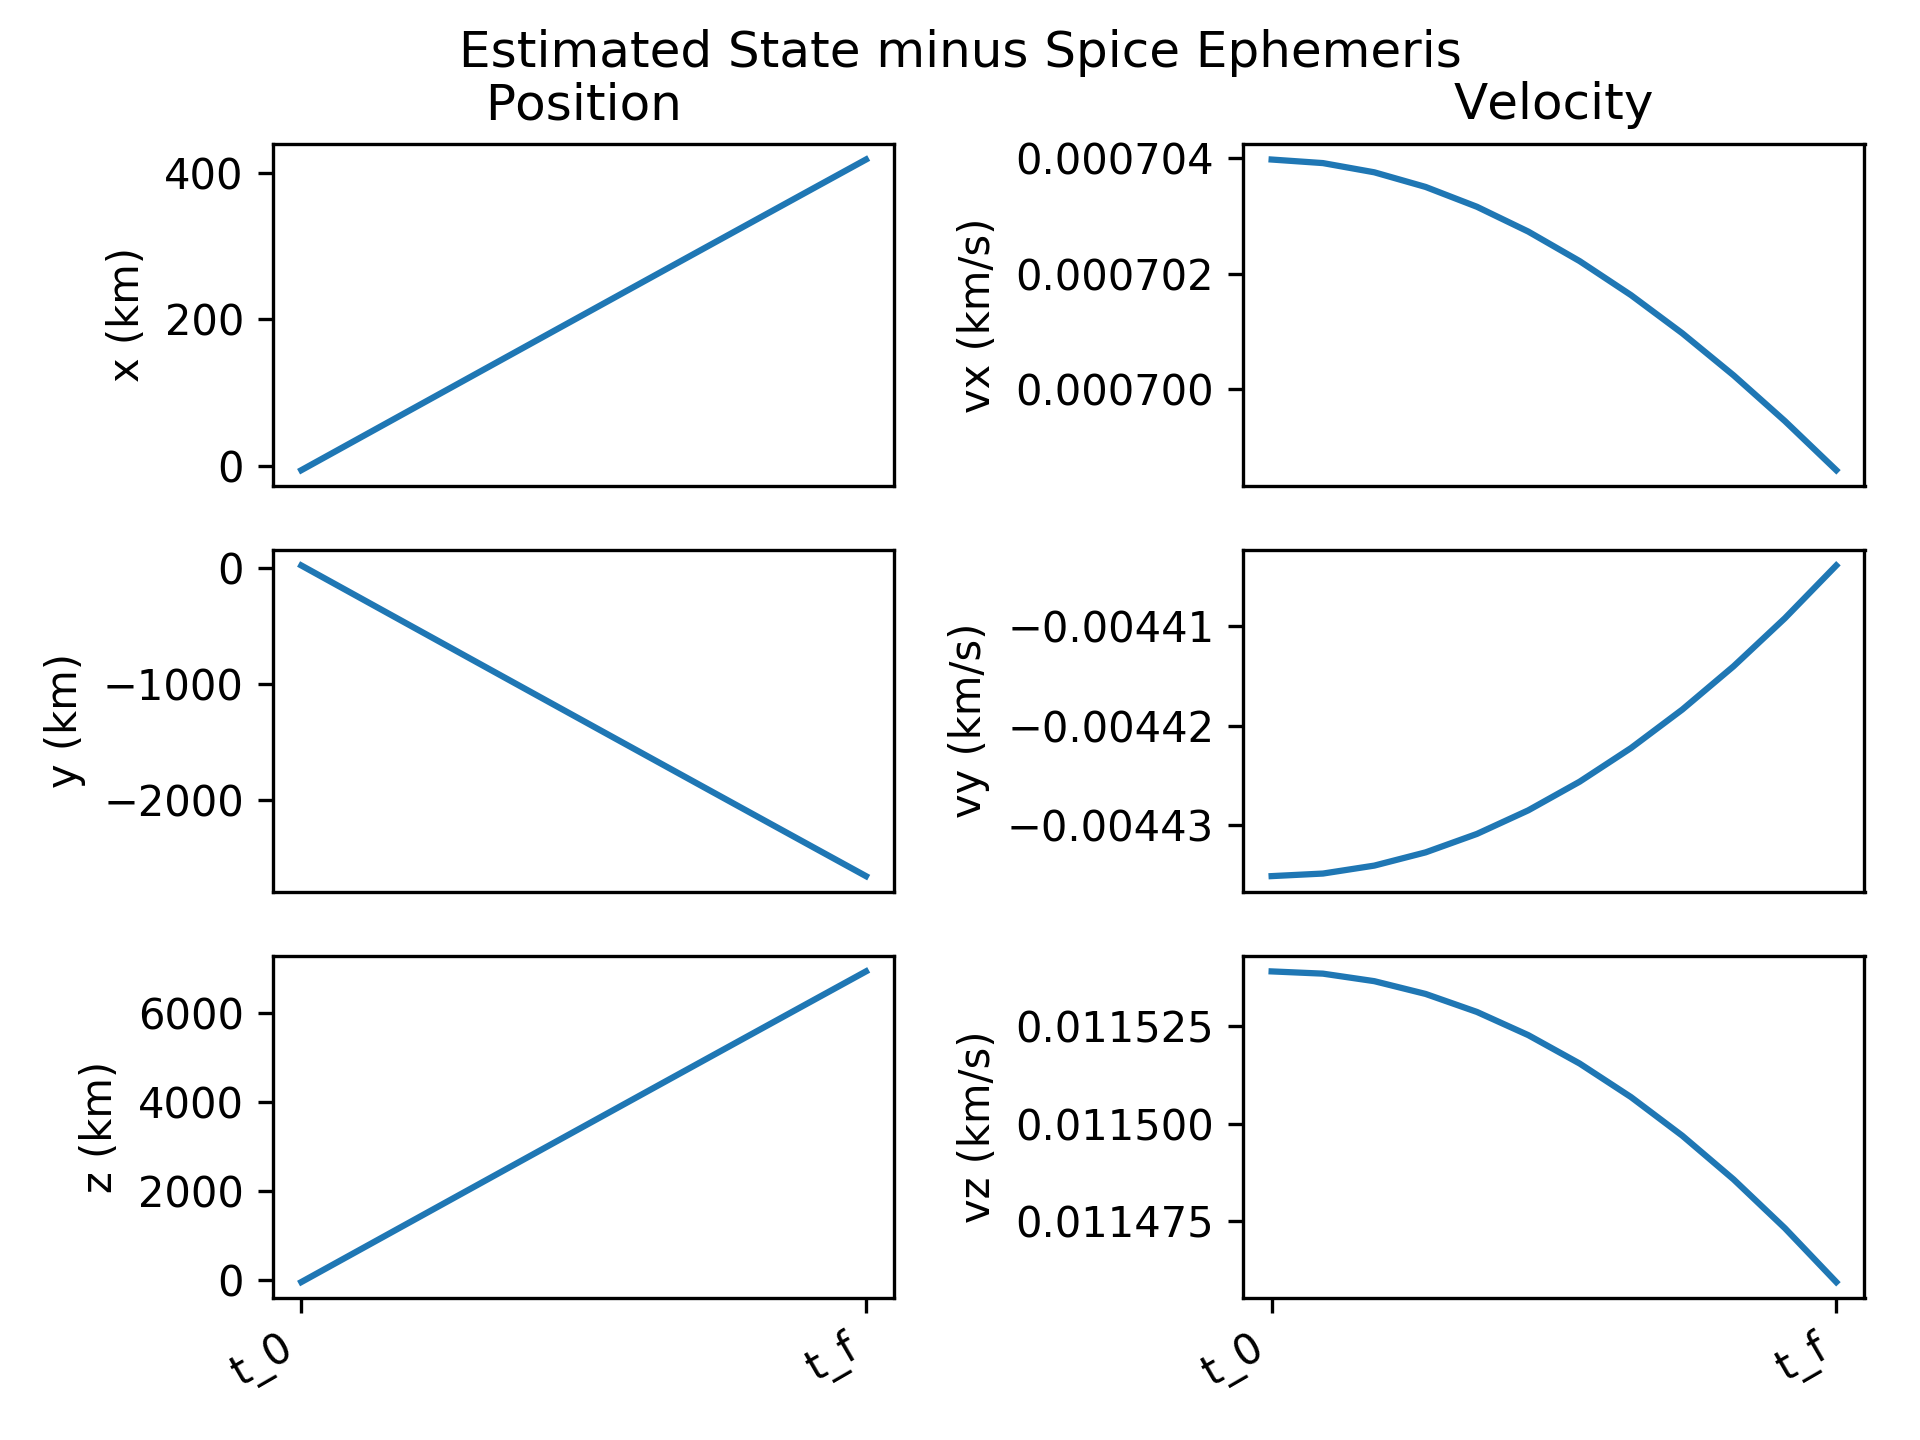 Estimated State minus Spice Ephemeris
Position
Velocity
x (km)
400
200
0
vx (km/s)
0.000704
0.000702
0.000700
y (km)
0
−1000
−2000
vy (km/s)
−0.00441
−0.00442
−0.00443
z (km)
6000
4000
2000
0
vz (km/s)
0.011525
0.011500
0.011475
t_0
t_f
t_0
t_f